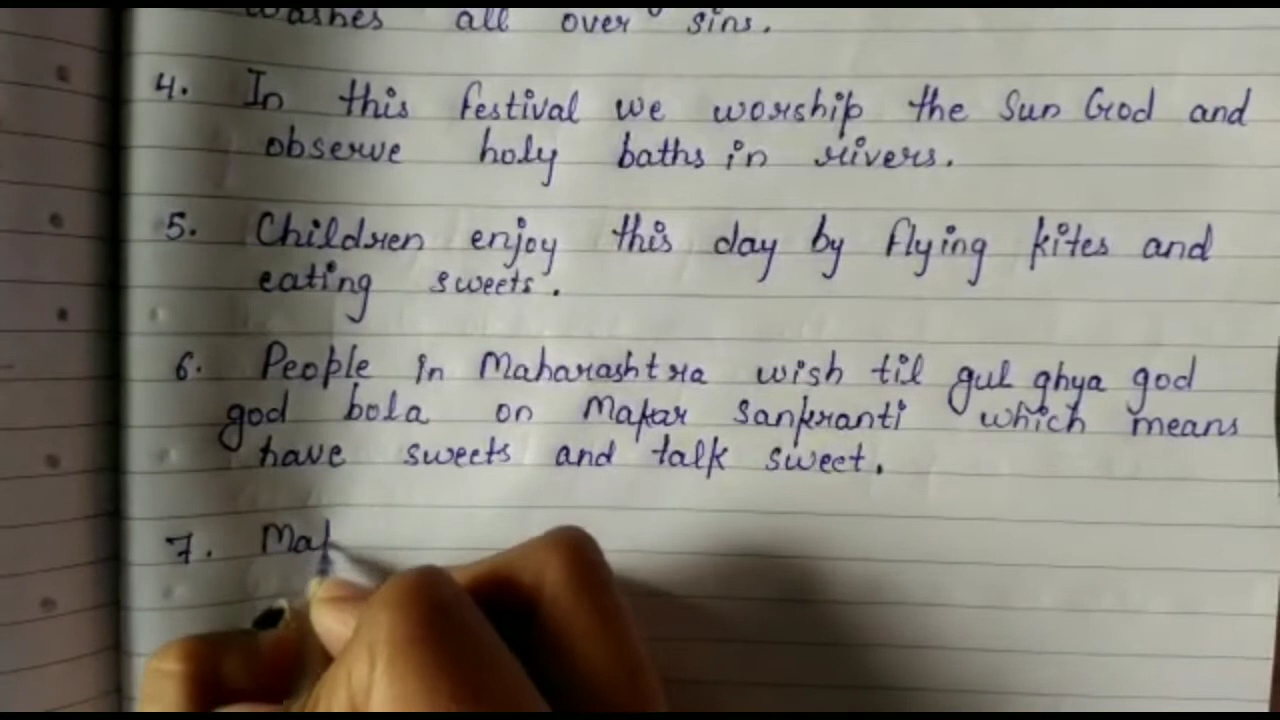 washes all over sins.
4. In this festival we worship the Sun God and
observe holy baths in rivers.
5. Children enjoy this day by flying kites and
eating sweets.
6. People in Maharashtra wish til gul ghya god
god bola on Makar Sankranti which means
have sweets and talk sweet.
7. Mak